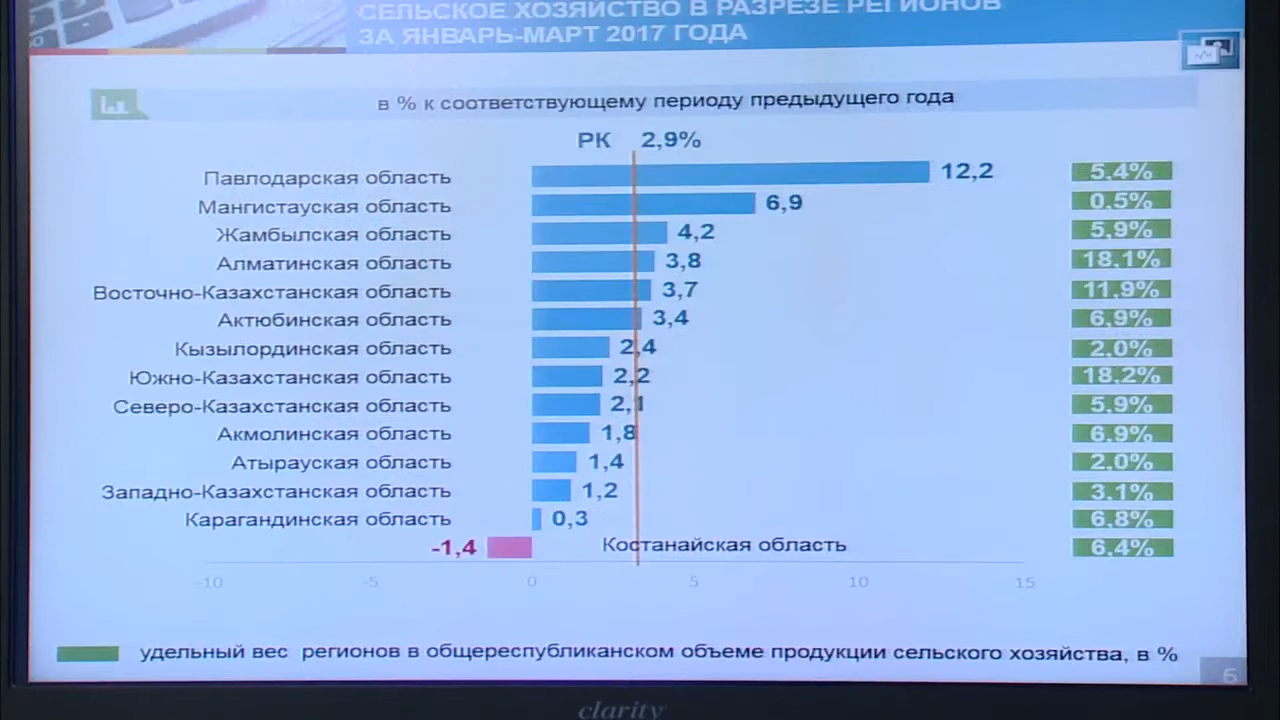 СЕЛЬСКОЕ ХОЗЯЙСТВО В РАЗРЕЗЕ РЕГИОНОВ
ЗА ЯНВАРЬ-МАРТ 2017 ГОДА
в % к соответствующему периоду предыдущего года
РК 2,9%
Павлодарская область 12,2 5.4%
Мангистауская область 6,9 0.5%
Жамбылская область 4,2 5.9%
Алматинская область 3,8 18.1%
Восточно-Казахстанская область 3,7 11.9%
Актюбинская область 3,4 6.9%
Кызылординская область 2,4 2.0%
Южно-Казахстанская область 2,2 18.2%
Северо-Казахстанская область 2,1 5.9%
Акмолинская область 1,8 6.9%
Атырауская область 1,4 2.0%
Западно-Казахстанская область 1,2 3.1%
Карагандинская область 0,3 6.8%
-1,4 Костанайская область 6.4%
-10 -5 0 5 10 15
удельный вес регионов в общереспубликанском объеме продукции сельского хозяйства, в %
6
clarity